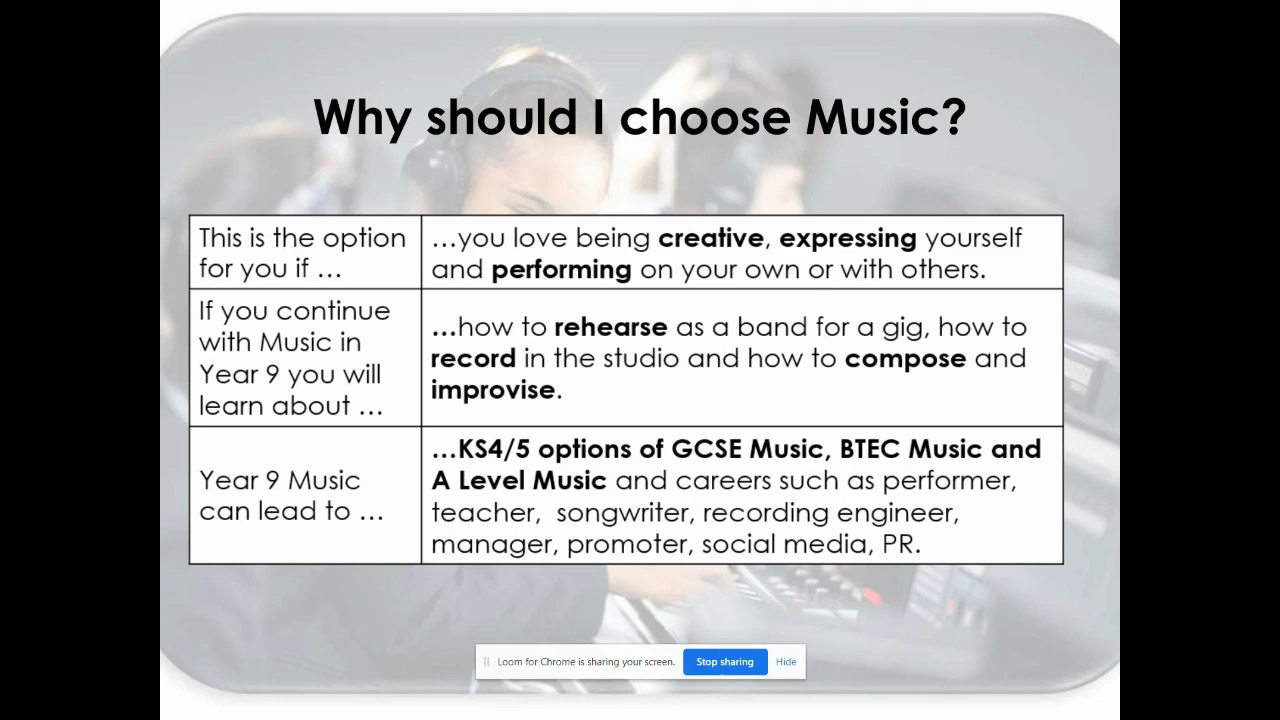 Why should I choose Music?
This is the option
for you if …
…you love being creative, expressing yourself
and performing on your own or with others.
If you continue
with Music in
Year 9 you will
learn about …
…how to rehearse as a band for a gig, how to
record in the studio and how to compose and
improvise.
Year 9 Music
can lead to …
…KS4/5 options of GCSE Music, BTEC Music and
A Level Music and careers such as performer,
teacher,  songwriter, recording engineer,
manager, promoter, social media, PR.
Loom for Chrome is sharing your screen. Stop sharing Hide